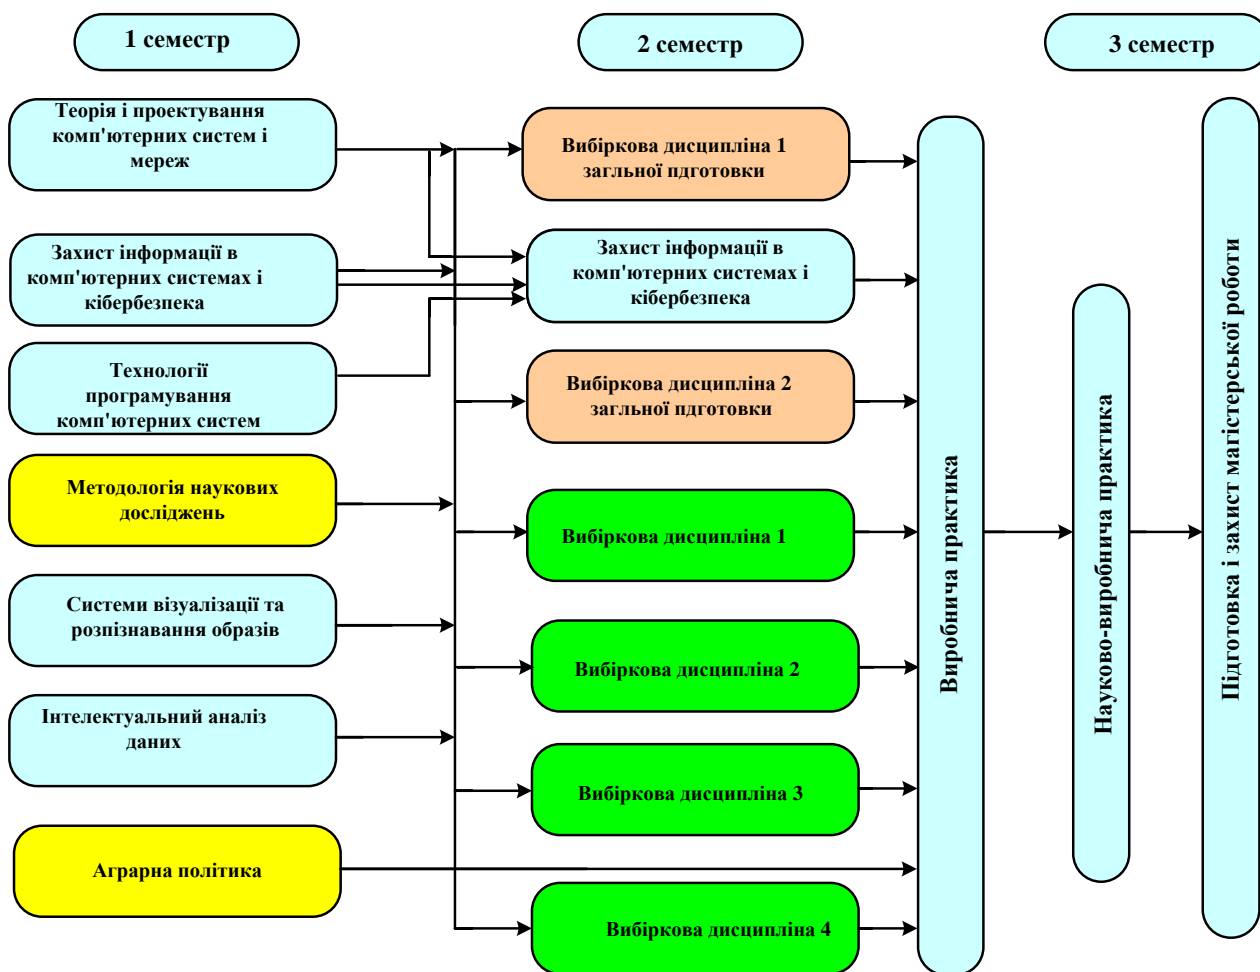 1 семестр
2 семестр
3 семестр
Теорія і проектування
комп'ютерних систем і
мереж
Захист інформації в
комп'ютерних системах і
кібербезпека
Технології
програмування
комп'ютерних систем
Методологія наукових
досліджень
Системи візуалізації та
розпізнавання образів
Інтелектуальний аналіз
даних
Аграрна політика
Вибіркова дисципліна 1
загльної пдготовки
Захист інформації в
комп'ютерних системах і
кібербезпека
Вибіркова дисципліна 2
загльної пдготовки
Вибіркова дисципліна 1
Вибіркова дисципліна 2
Вибіркова дисципліна 3
Вибіркова дисципліна 4
Виробнича практика
Науково-виробнича практика
Підготовка і захист магістерської роботи